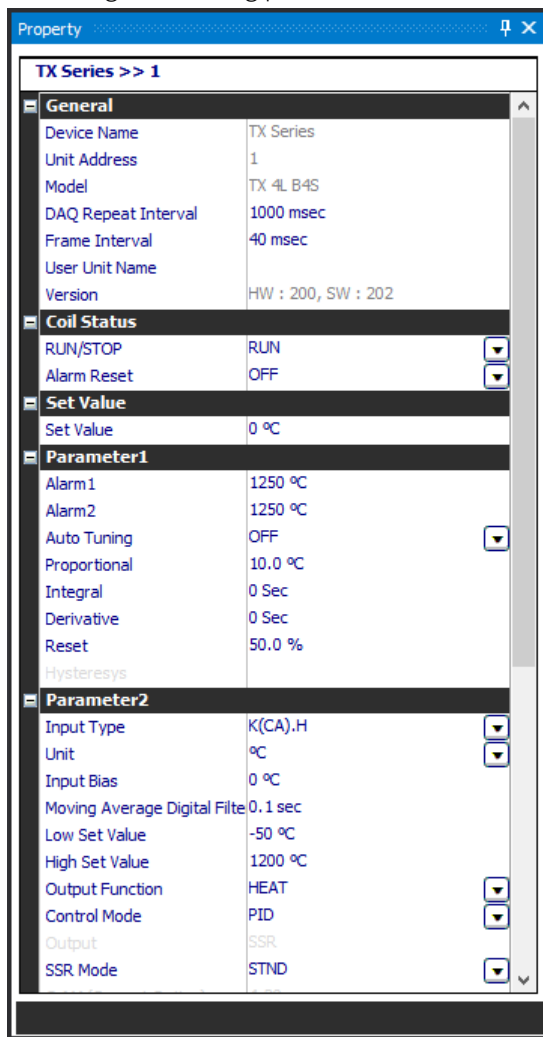 Property
TX Series >> 1
General
Device Name TX Series
Unit Address 1
Model TX 4L B4S
DAQ Repeat Interval 1000 msec
Frame Interval 40 msec
User Unit Name
Version HW : 200, SW : 202
Coil Status
RUN/STOP RUN
Alarm Reset OFF
Set Value
Set Value 0 ºC
Parameter1
Alarm1 1250 ºC
Alarm2 1250 ºC
Auto Tuning OFF
Proportional 10.0 ºC
Integral 0 Sec
Derivative 0 Sec
Reset 50.0 %
Hysteresys
Parameter2
Input Type K(CA).H
Unit ºC
Input Bias 0 ºC
Moving Average Digital Filte 0.1 sec
Low Set Value -50 ºC
High Set Value 1200 ºC
Output Function HEAT
Control Mode PID
Output SSR
SSR Mode STND